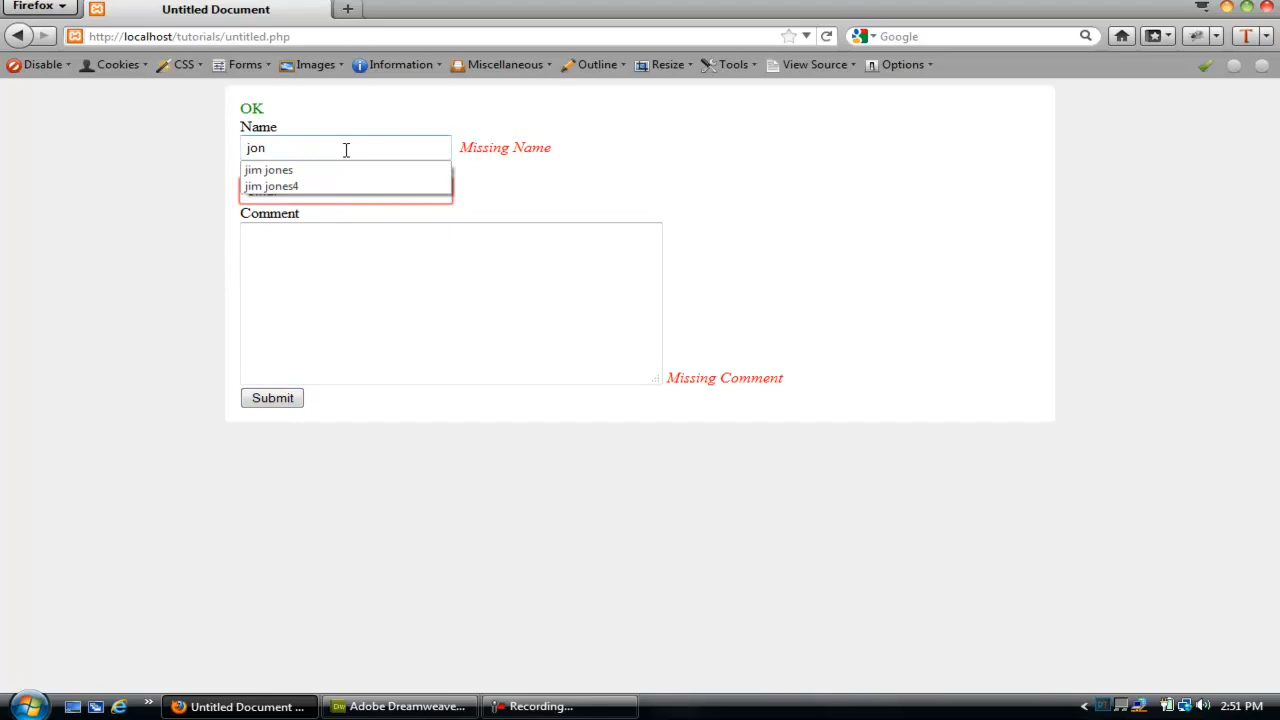 Firefox
Untitled Document
http://localhost/tutorials/untitled.php
Google
Disable Cookies CSS Forms Images Information Miscellaneous Outline Resize Tools View Source Options
OK
Name
jon Missing Name
jim jones
jim jones4
Comment
Missing Comment
Submit
Untitled Document ... Adobe Dreamweave... Recording... 2:51 PM